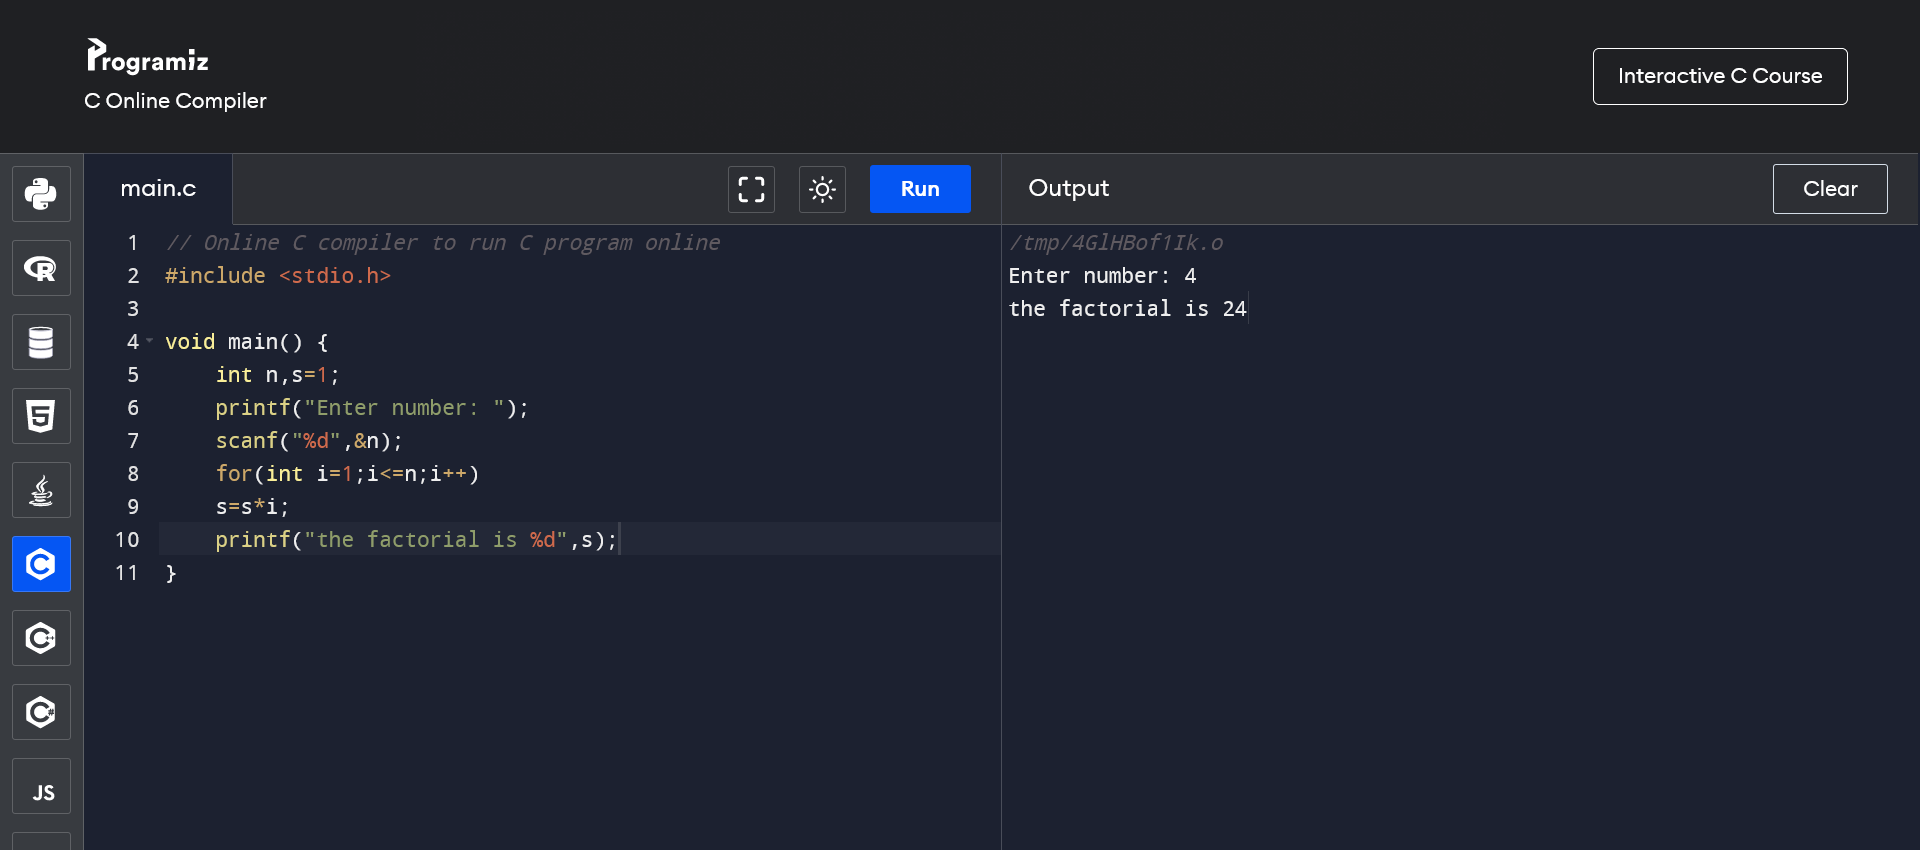 Programiz
C Online Compiler
Interactive C Course
main.c
Run
Output
Clear
1 // Online C compiler to run C program online
2 #include <stdio.h>
3
4 void main() {
5     int n,s=1;
6     printf("Enter number: ");
7     scanf("%d",&n);
8     for(int i=1;i<=n;i++)
9     s=s*i;
10     printf("the factorial is %d",s);
11 }
/tmp/4GlHBof1Ik.o
Enter number: 4
the factorial is 24
R
5
C
C++
C#
JS